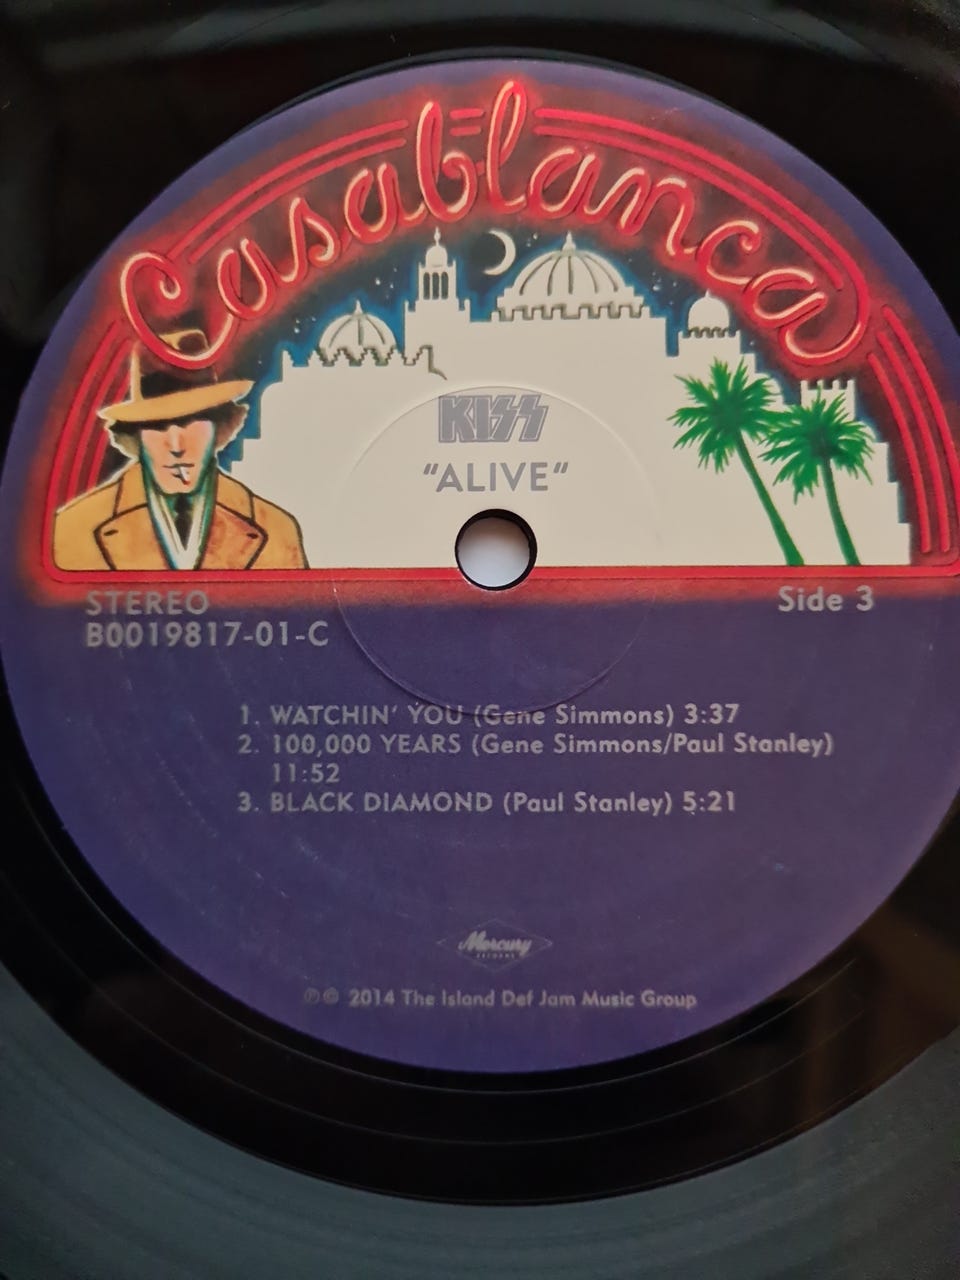 Casablanca
KISS
"ALIVE"
STEREO
Side 3
B0019817-01-C
1. WATCHIN' YOU (Gene Simmons) 3:37
2. 100,000 YEARS (Gene Simmons/Paul Stanley)
11:52
3. BLACK DIAMOND (Paul Stanley) 5:21
Mercury
RECORDS
℗© 2014 The Island Def Jam Music Group